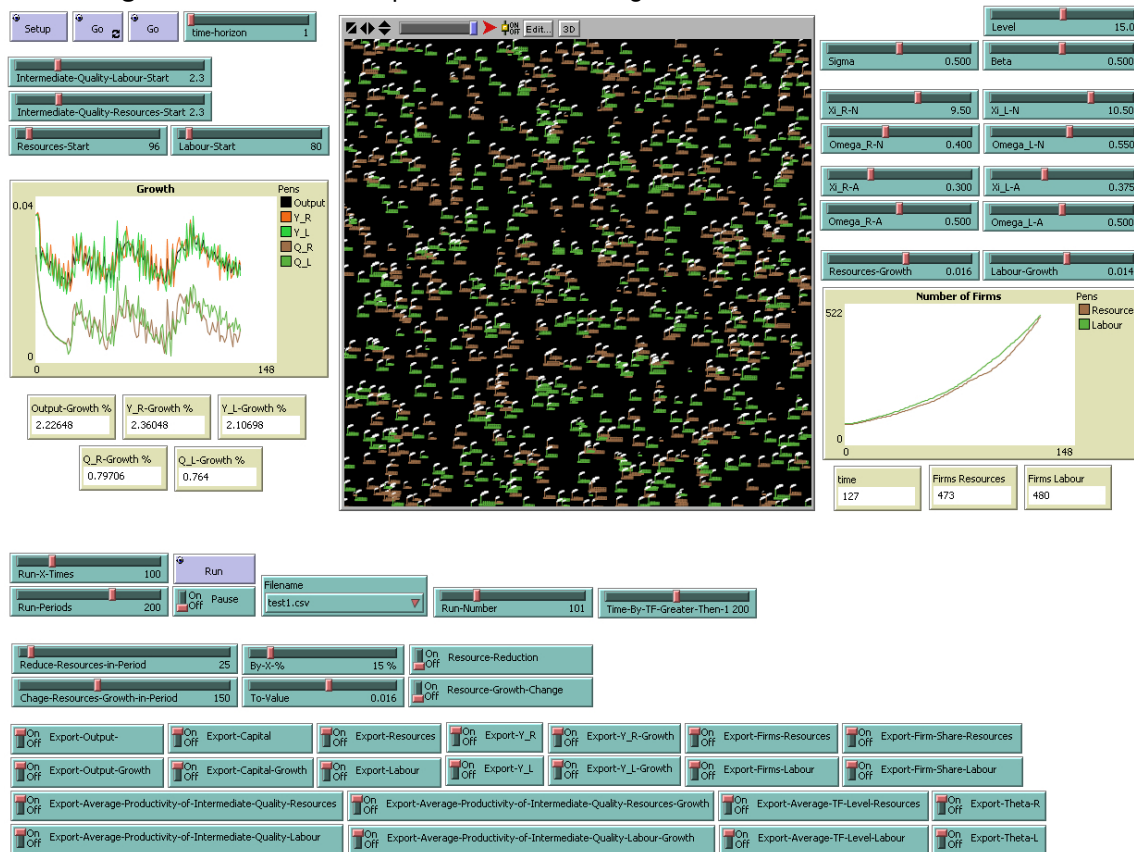 Setup
Go
Go
time-horizon 1
ON
OFF
Edit...
3D
Level 15.0
Sigma 0.500
Beta 0.500
Intermediate-Quality-Labour-Start 2.3
Intermediate-Quality-Resources-Start 2.3
Resources-Start 96
Labour-Start 80
Xi_R-N 9.50
Xi_L-N 10.50
Omega_R-N 0.400
Omega_L-N 0.550
Xi_R-A 0.300
Xi_L-A 0.375
Omega_R-A 0.500
Omega_L-A 0.500
Resources-Growth 0.016
Labour-Growth 0.014
Growth
Pens
Output
Y_R
Y_L
Q_R
Q_L
0.04
0
0
148
Number of Firms
Pens
Resource
Labour
522
0
0
148
Output-Growth %
2.22648
Y_R-Growth %
2.36048
Y_L-Growth %
2.10698
Q_R-Growth %
0.79706
Q_L-Growth %
0.764
time
127
Firms Resources
473
Firms Labour
480
Run-X-Times 100
Run
Run-Periods 200
On
Off
Pause
Filename
test1.csv
Run-Number 101
Time-By-TF-Greater-Then-1 200
Reduce-Resources-in-Period 25
By-X-% 15 %
On
Off
Resource-Reduction
Chage-Resources-Growth-in-Period 150
To-Value 0.016
On
Off
Resource-Growth-Change
On
Off
Export-Output-
On
Off
Export-Capital
On
Off
Export-Resources
On
Off
Export-Y_R
On
Off
Export-Y_R-Growth
On
Off
Export-Firms-Resources
On
Off
Export-Firm-Share-Resources
On
Off
Export-Output-Growth
On
Off
Export-Capital-Growth
On
Off
Export-Labour
On
Off
Export-Y_L
On
Off
Export-Y_L-Growth
On
Off
Export-Firms-Labour
On
Off
Export-Firm-Share-Labour
On
Off
Export-Average-Productivity-of-Intermediate-Quality-Resources
On
Off
Export-Average-Productivity-of-Intermediate-Quality-Resources-Growth
On
Off
Export-Average-TF-Level-Resources
On
Off
Export-Theta-R
On
Off
Export-Average-Productivity-of-Intermediate-Quality-Labour
On
Off
Export-Average-Productivity-of-Intermediate-Quality-Labour-Growth
On
Off
Export-Average-TF-Level-Labour
On
Off
Export-Theta-L